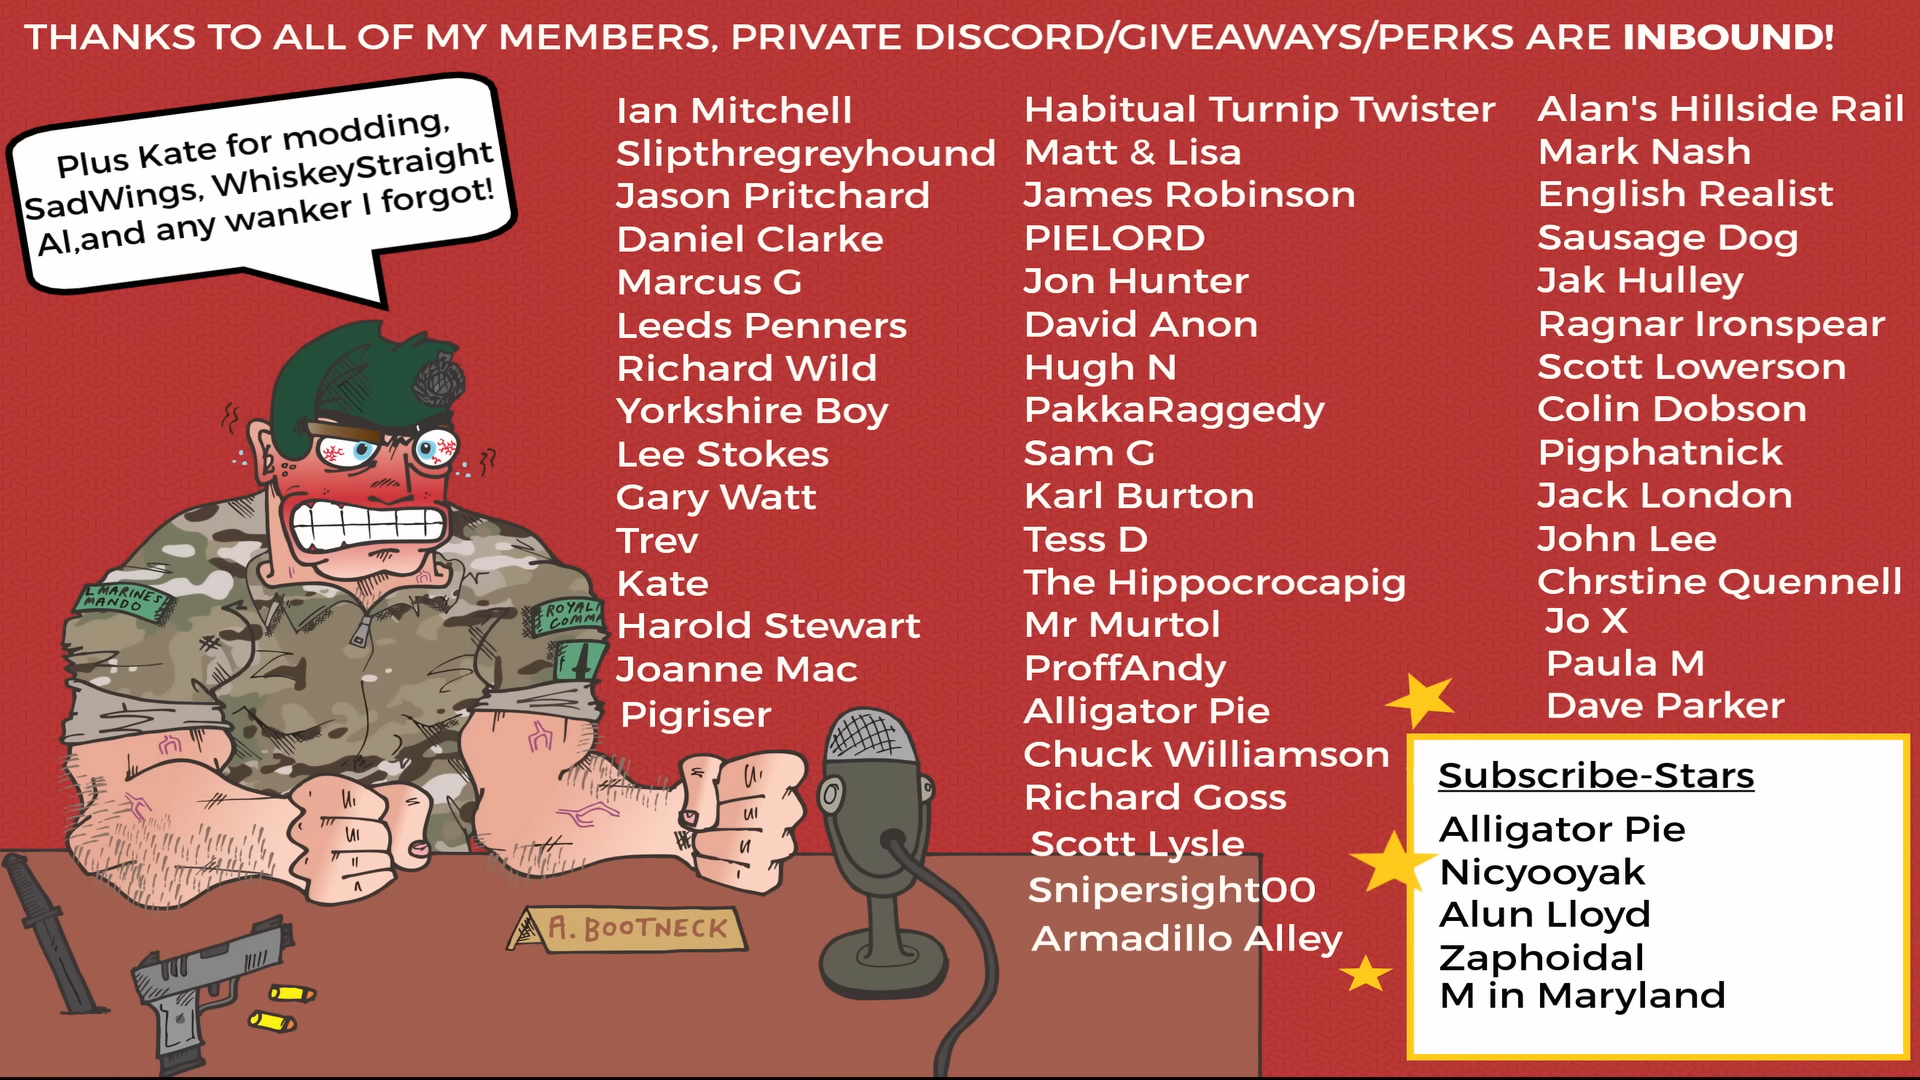 THANKS TO ALL OF MY MEMBERS, PRIVATE DISCORD/GIVEAWAYS/PERKS ARE INBOUND!
Plus Kate for modding,
SadWings, WhiskeyStraight
Al,and any wanker I forgot!
Ian Mitchell
Slipthregreyhound
Jason Pritchard
Daniel Clarke
Marcus G
Leeds Penners
Richard Wild
Yorkshire Boy
Lee Stokes
Gary Watt
Trev
Kate
Harold Stewart
Joanne Mac
Pigriser
Habitual Turnip Twister
Matt & Lisa
James Robinson
PIELORD
Jon Hunter
David Anon
Hugh N
PakkaRaggedy
Sam G
Karl Burton
Tess D
The Hippocrocapig
Mr Murtol
ProffAndy
Alligator Pie
Chuck Williamson
Richard Goss
Scott Lysle
Snipersight00
Armadillo Alley
Alan's Hillside Rail
Mark Nash
English Realist
Sausage Dog
Jak Hulley
Ragnar Ironspear
Scott Lowerson
Colin Dobson
Pigphatnick
Jack London
John Lee
Chrstine Quennell
Jo X
Paula M
Dave Parker
Subscribe-Stars
Alligator Pie
Nicyooyak
Alun Lloyd
Zaphoidal
M in Maryland
L MARINES
MANDO
ROYAL
COMMA
A. BOOTNECK